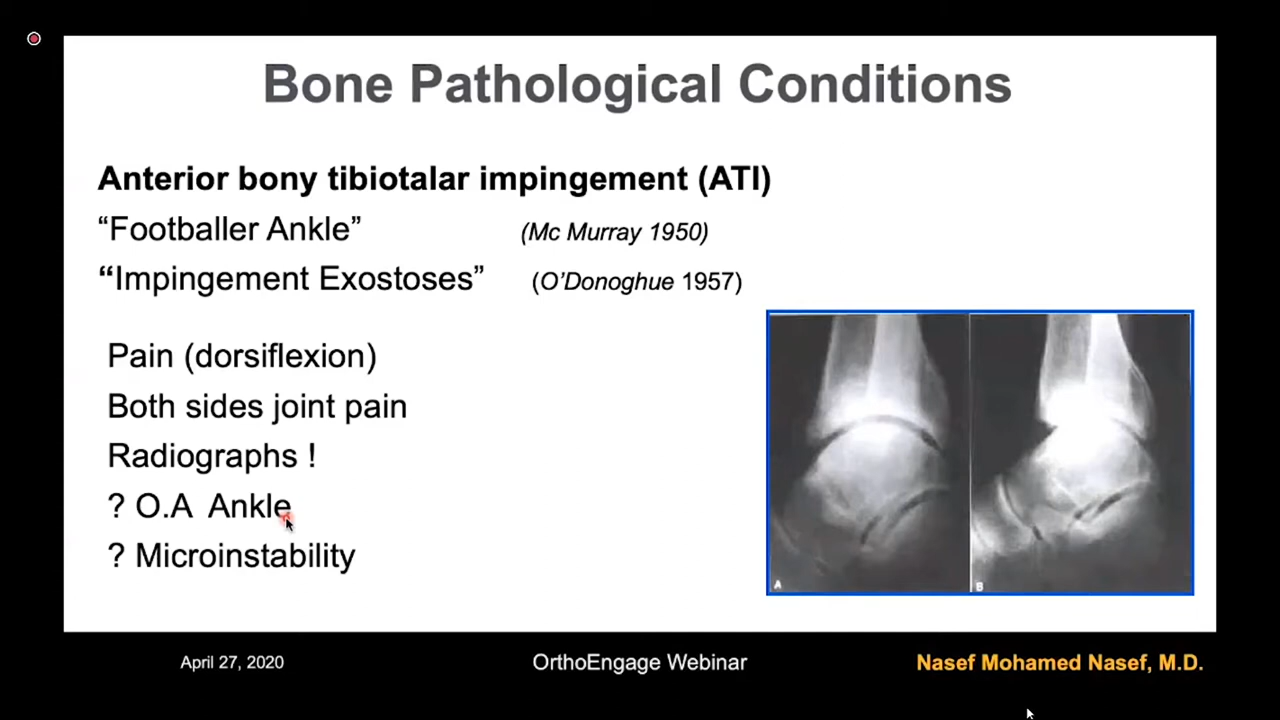 Bone Pathological Conditions
Anterior bony tibiotalar impingement (ATI)
“Footballer Ankle” (Mc Murray 1950)
“Impingement Exostoses” (O’Donoghue 1957)
Pain (dorsiflexion)
Both sides joint pain
Radiographs !
? O.A Ankle
? Microinstability
A B
April 27, 2020 OrthoEngage Webinar Nasef Mohamed Nasef, M.D.